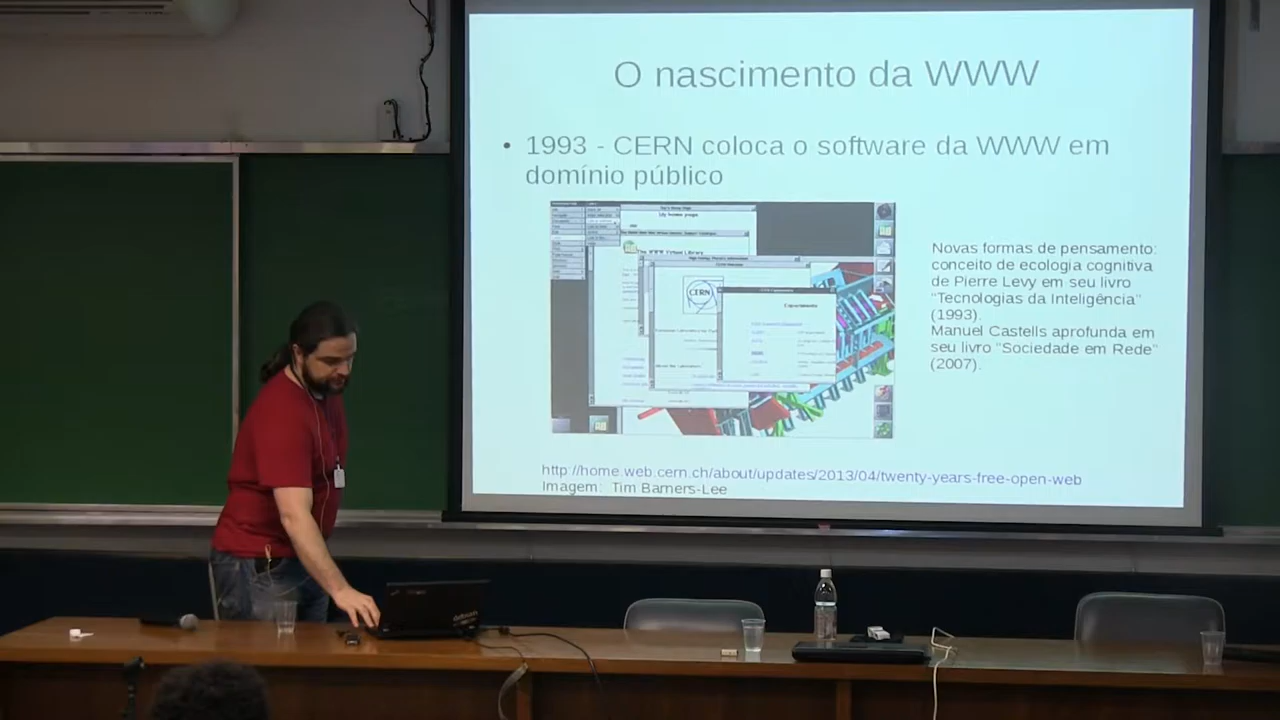 O nascimento da WWW
• 1993 - CERN coloca o software da WWW em
domínio público
CERN
Novas formas de pensamento:
conceito de ecologia cognitiva
de Pierre Levy em seu livro
"Tecnologias da Inteligência"
(1993).
Manuel Castells aprofunda em
seu livro "Sociedade em Rede"
(2007).
http://home.web.cern.ch/about/updates/2013/04/twenty-years-free-open-web
Imagem: Tim Barners-Lee